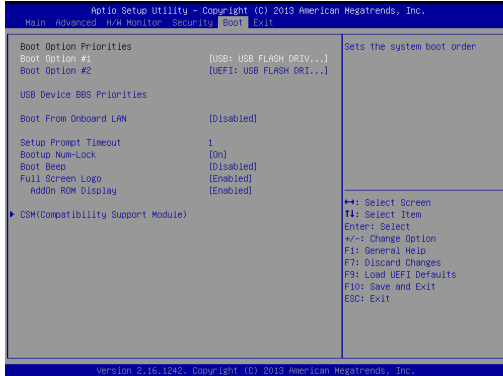 Aptio Setup Utility – Copyright (C) 2013 American Megatrends, Inc.
Main Advanced H/W Monitor Security Boot Exit
Boot Option Priorities
Boot Option #1 [USB: USB FLASH DRIV...]
Boot Option #2 [UEFI: USB FLASH DRI...]
USB Device BBS Priorities
Boot From Onboard LAN [Disabled]
Setup Prompt Timeout 1
Bootup Num-Lock [On]
Boot Beep [Disabled]
Full Screen Logo [Enabled]
AddOn ROM Display [Enabled]
CSM(Compatibility Support Module)
Sets the system boot order
↔: Select Screen
↑↓: Select Item
Enter: Select
+/-: Change Option
F1: General Help
F7: Discard Changes
F9: Load UEFI Defaults
F10: Save and Exit
ESC: Exit
Version 2.16.1242. Copyright (C) 2013 American Megatrends, Inc.